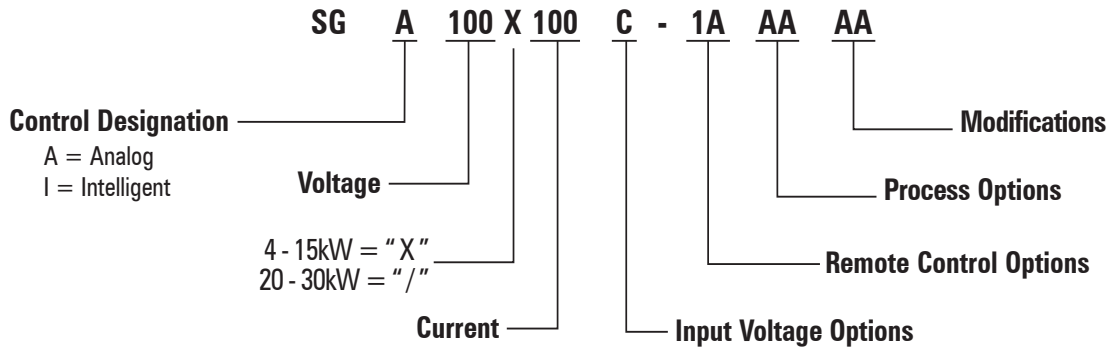 SG A 100 X 100 C - 1A AA AA
Control Designation
A = Analog
I = Intelligent
Voltage
4 - 15kW = “X”
20 - 30kW = “/”
Current
Input Voltage Options
Remote Control Options
Process Options
Modifications